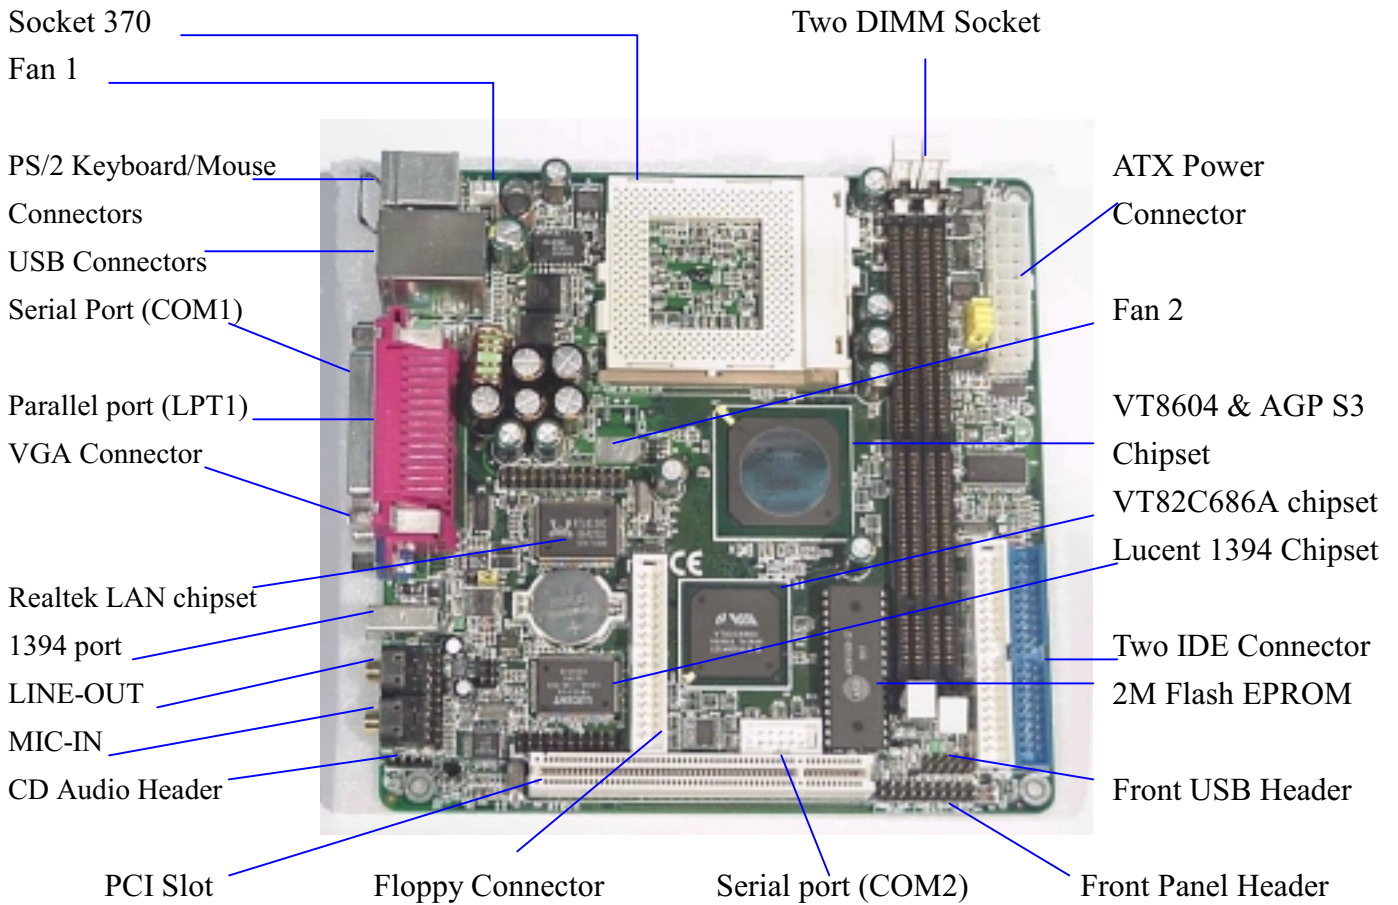 Socket 370
Two DIMM Socket
Fan 1
PS/2 Keyboard/Mouse
Connectors
USB Connectors
Serial Port (COM1)
Parallel port (LPT1)
VGA Connector
Realtek LAN chipset
1394 port
LINE-OUT
MIC-IN
CD Audio Header
ATX Power
Connector
Fan 2
VT8604 & AGP S3
Chipset
VT82C686A chipset
Lucent 1394 Chipset
Two IDE Connector
2M Flash EPROM
Front USB Header
CE
VIA
PCI Slot
Floppy Connector
Serial port (COM2)
Front Panel Header